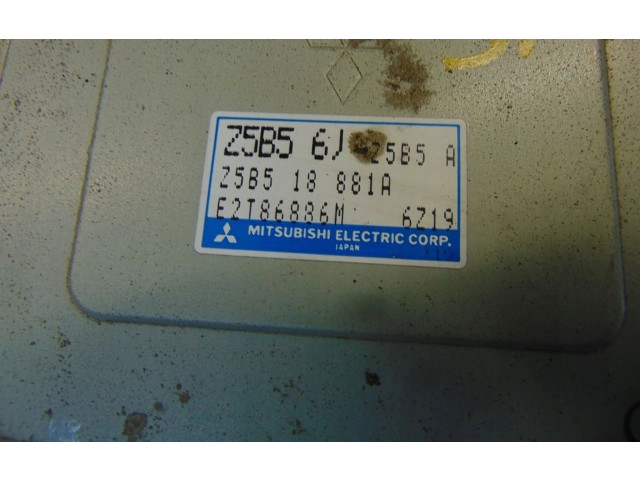 Z5B5 6J Z5B5 A
Z5B5 18 881A
E2T86886M 6Z19
MITSUBISHI ELECTRIC CORP.
JAPAN